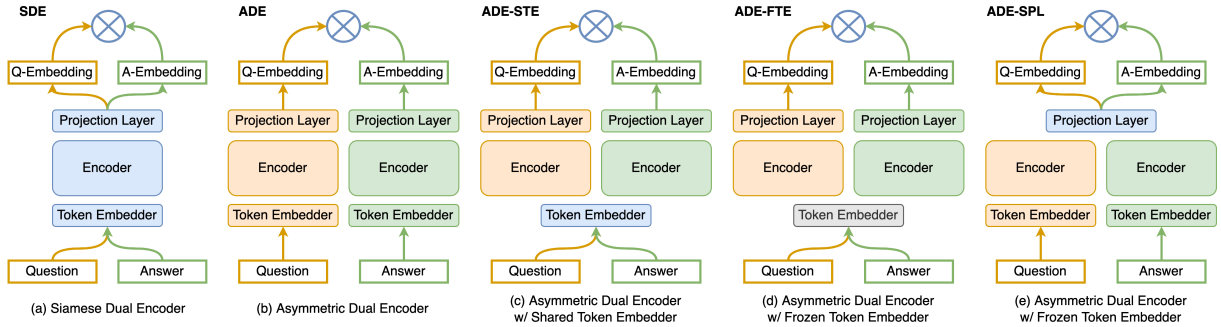 SDE
Q-Embedding
A-Embedding
Projection Layer
Encoder
Token Embedder
Question
Answer
(a) Siamese Dual Encoder
ADE
Q-Embedding
A-Embedding
Projection Layer
Projection Layer
Encoder
Encoder
Token Embedder
Token Embedder
Question
Answer
(b) Asymmetric Dual Encoder
ADE-STE
Q-Embedding
A-Embedding
Projection Layer
Projection Layer
Encoder
Encoder
Token Embedder
Question
Answer
(c) Asymmetric Dual Encoder
w/ Shared Token Embedder
ADE-FTE
Q-Embedding
A-Embedding
Projection Layer
Projection Layer
Encoder
Encoder
Token Embedder
Question
Answer
(d) Asymmetric Dual Encoder
w/ Frozen Token Embedder
ADE-SPL
Q-Embedding
A-Embedding
Projection Layer
Encoder
Encoder
Token Embedder
Token Embedder
Question
Answer
(e) Asymmetric Dual Encoder
w/ Frozen Token Embedder